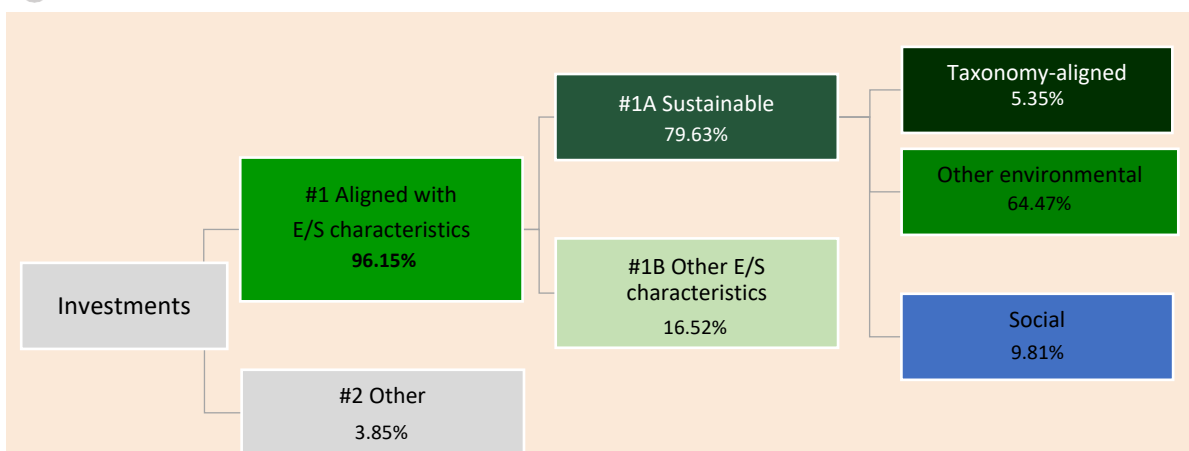 Investments
#1 Aligned with
E/S characteristics
96.15%
#2 Other
3.85%
#1A Sustainable
79.63%
#1B Other E/S
characteristics
16.52%
Taxonomy-aligned
5.35%
Other environmental
64.47%
Social
9.81%